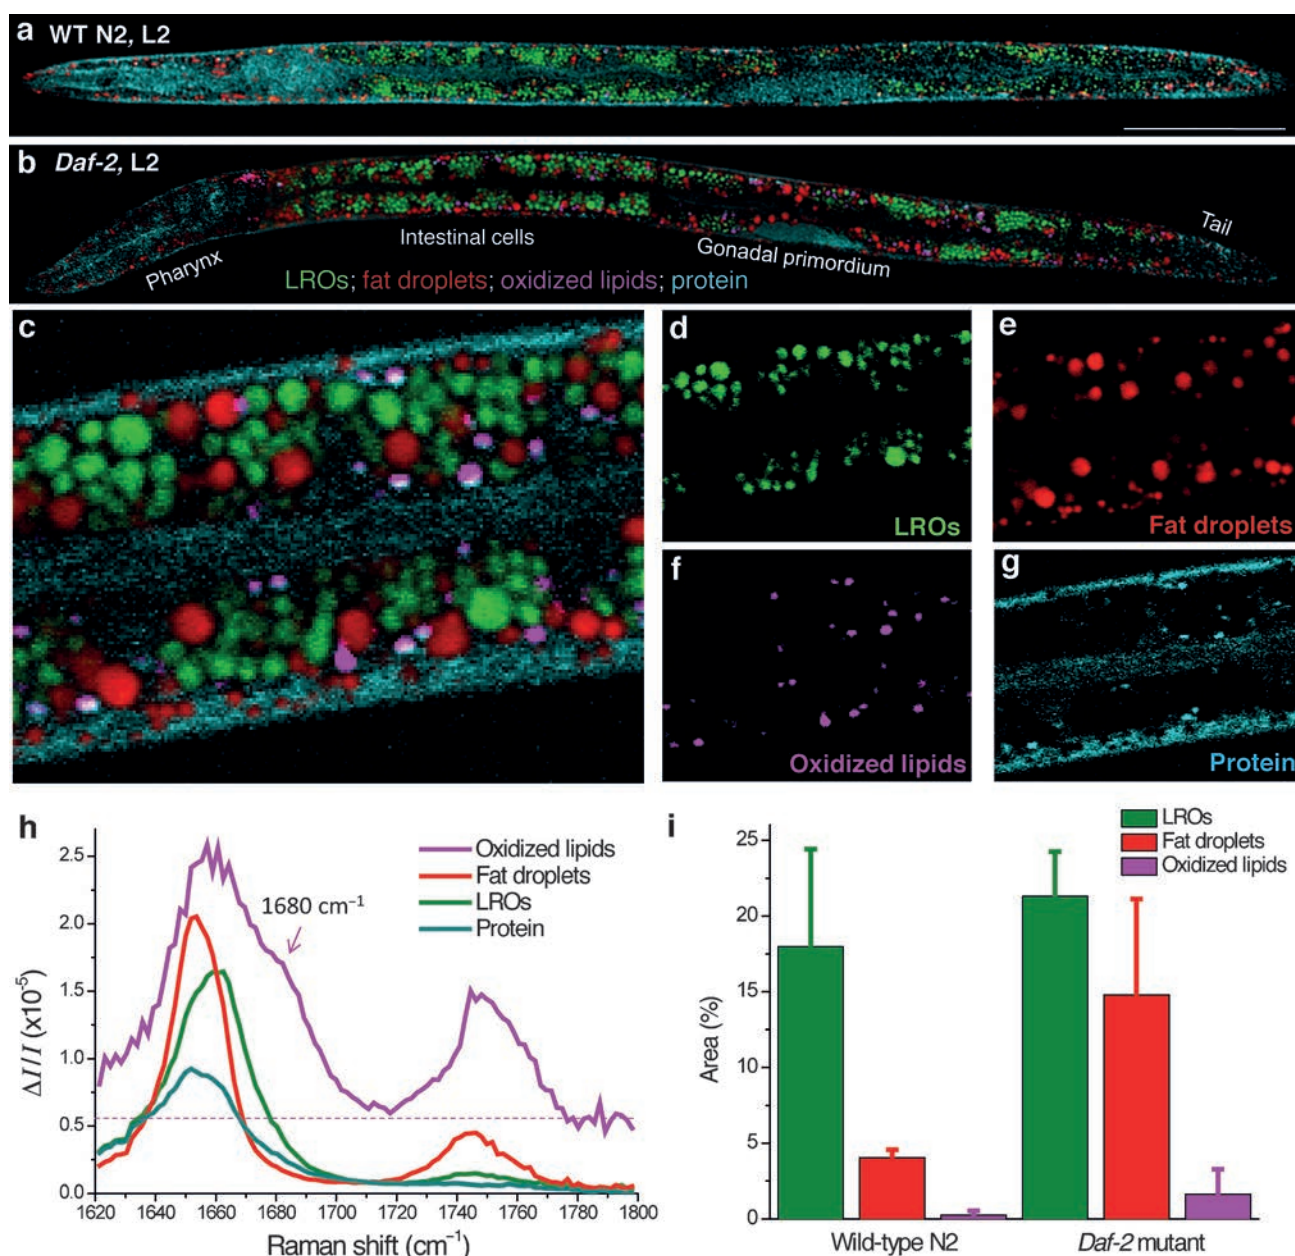 a WT N2, L2
b Daf-2, L2
Pharynx
Intestinal cells
Gonadal primordium
Tail
LROs; fat droplets; oxidized lipids; protein
c
d
LROs
e
Fat droplets
f
Oxidized lipids
g
Protein
h
2.5
2.0
1.5
1.0
0.5
0.0
ΔI/I (x10⁻⁵)
1680 cm⁻¹
Oxidized lipids
Fat droplets
LROs
Protein
1620 1640 1660 1680 1700 1720 1740 1760 1780 1800
Raman shift (cm⁻¹)
i
LROs
Fat droplets
Oxidized lipids
25
20
15
10
5
0
Area (%)
Wild-type N2 Daf-2 mutant